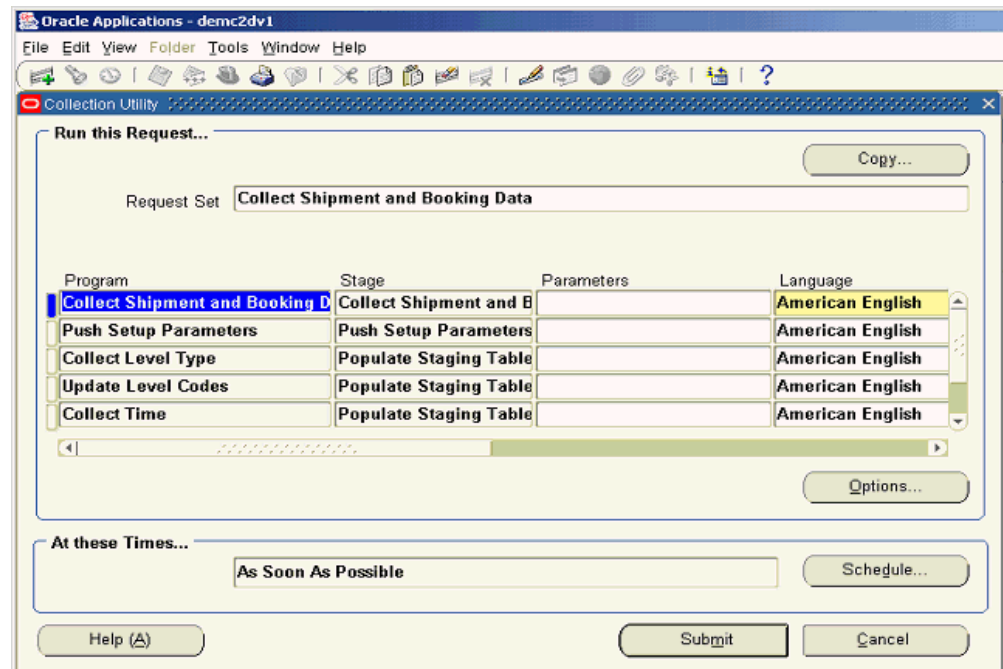 Oracle Applications - demc2dv1
File Edit View Folder Tools Window Help
Collection Utility
Run this Request...
Copy...
Request Set Collect Shipment and Booking Data
Program Stage Parameters Language
Collect Shipment and Booking D Collect Shipment and B American English
Push Setup Parameters Push Setup Parameters American English
Collect Level Type Populate Staging Table American English
Update Level Codes Populate Staging Table American English
Collect Time Populate Staging Table American English
Options...
At these Times...
As Soon As Possible Schedule...
Help (A) Submit Cancel